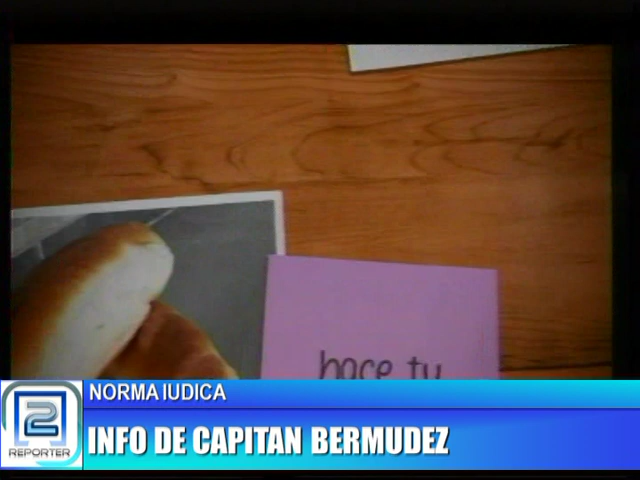 hace tu
NORMA IUDICA
INFO DE CAPITAN BERMUDEZ
2
REPORTER